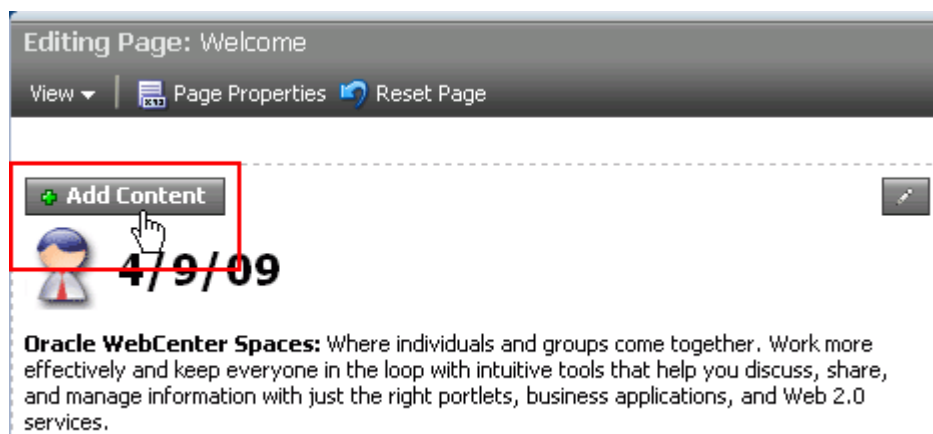 Editing Page: Welcome
View Page Properties Reset Page
Add Content
4/9/09
Oracle WebCenter Spaces: Where individuals and groups come together. Work more
effectively and keep everyone in the loop with intuitive tools that help you discuss, share,
and manage information with just the right portlets, business applications, and Web 2.0
services.